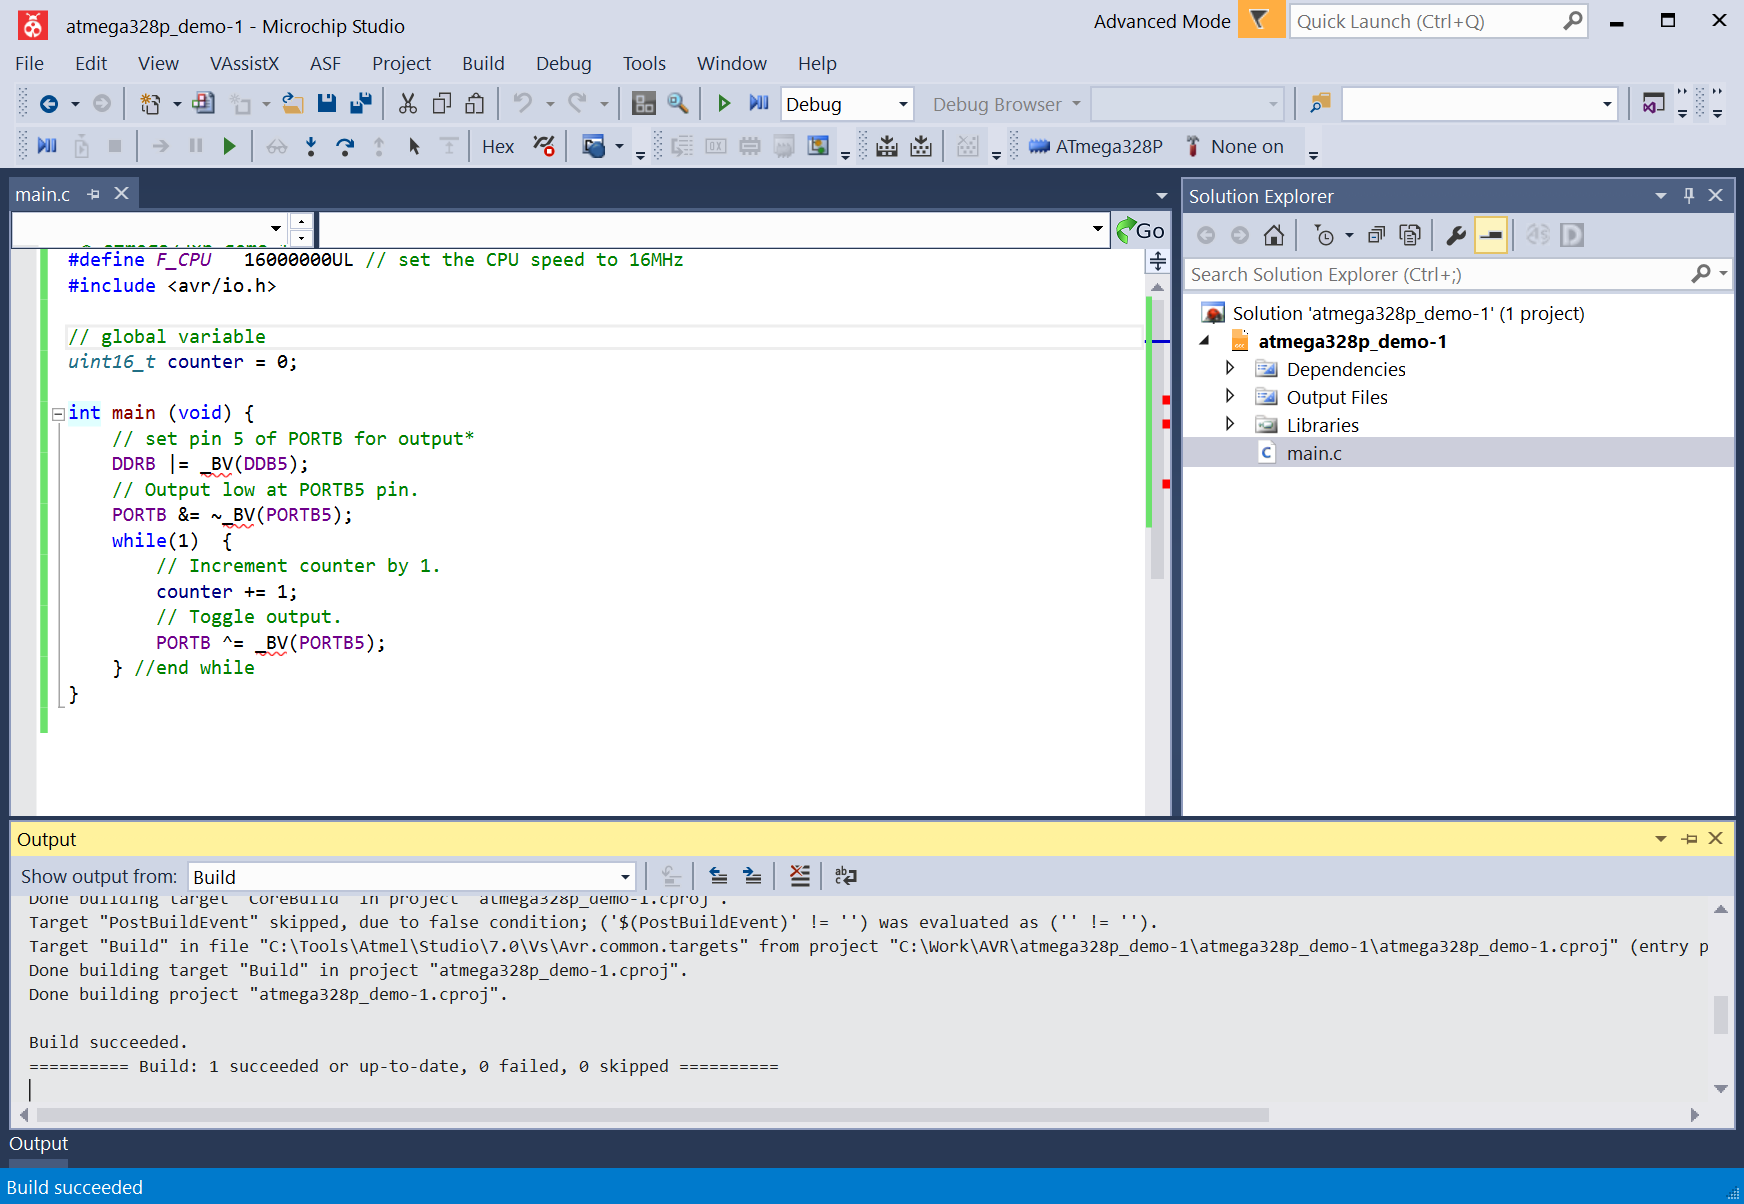 atmega328p_demo-1 - Microchip Studio
Advanced Mode
Quick Launch (Ctrl+Q)
File Edit View VAssistX ASF Project Build Debug Tools Window Help
Debug
Debug Browser
Hex
ATmega328P
None on
main.c
Go
#define F_CPU   16000000UL // set the CPU speed to 16MHz
#include <avr/io.h>
// global variable
uint16_t counter = 0;
int main (void) {
    // set pin 5 of PORTB for output*
    DDRB |= _BV(DDB5);
    // Output low at PORTB5 pin.
    PORTB &= ~_BV(PORTB5);
    while(1)  {
        // Increment counter by 1.
        counter += 1;
        // Toggle output.
        PORTB ^= _BV(PORTB5);
    } //end while
}
Solution Explorer
Search Solution Explorer (Ctrl+;)
Solution 'atmega328p_demo-1' (1 project)
atmega328p_demo-1
Dependencies
Output Files
Libraries
main.c
Output
Show output from: Build
Done building target "CoreBuild" in project "atmega328p_demo-1.cproj".
Target "PostBuildEvent" skipped, due to false condition; ('$(PostBuildEvent)' != '') was evaluated as ('' != '').
Target "Build" in file "C:\Tools\Atmel\Studio\7.0\Vs\Avr.common.targets" from project "C:\Work\AVR\atmega328p_demo-1\atmega328p_demo-1\atmega328p_demo-1.cproj" (entry p
Done building target "Build" in project "atmega328p_demo-1.cproj".
Done building project "atmega328p_demo-1.cproj".
Build succeeded.
========== Build: 1 succeeded or up-to-date, 0 failed, 0 skipped ==========
Output
Build succeeded